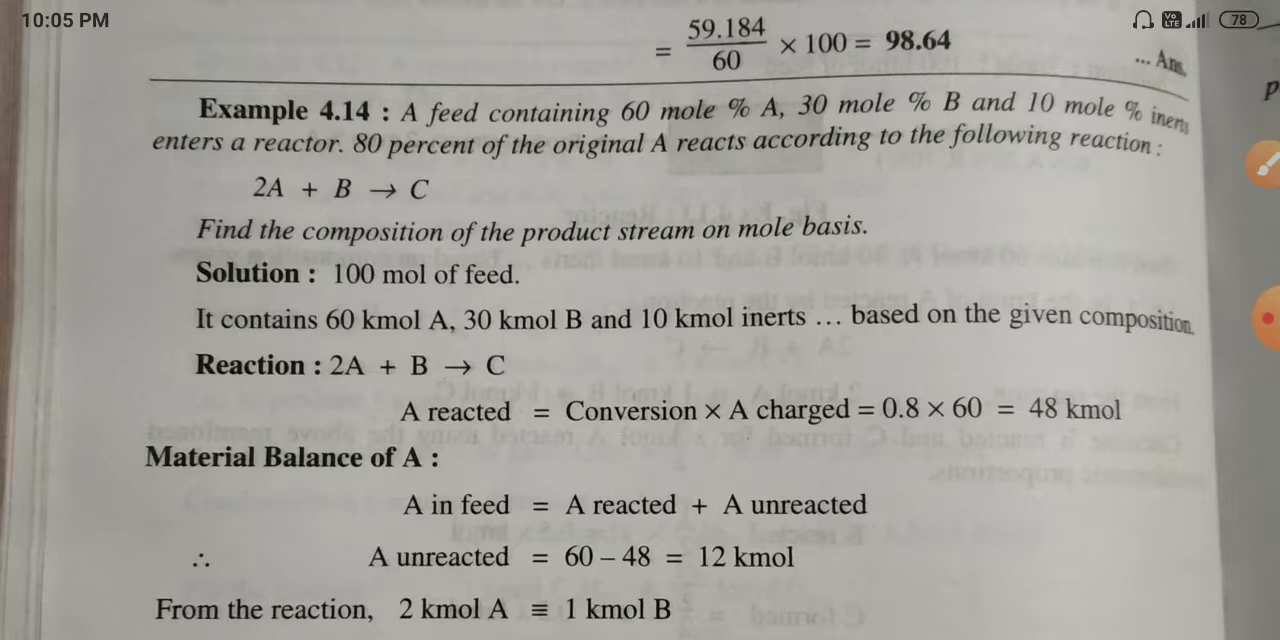 10:05 PM
VoLTE 78
= 59.184/60 × 100 = 98.64
... Ans.
Example 4.14 : A feed containing 60 mole % A, 30 mole % B and 10 mole % inerts
enters a reactor. 80 percent of the original A reacts according to the following reaction :
2A + B → C
Find the composition of the product stream on mole basis.
Solution : 100 mol of feed.
It contains 60 kmol A, 30 kmol B and 10 kmol inerts ... based on the given composition.
Reaction : 2A + B → C
A reacted = Conversion × A charged = 0.8 × 60 = 48 kmol
Material Balance of A :
A in feed = A reacted + A unreacted
∴ A unreacted = 60 – 48 = 12 kmol
From the reaction, 2 kmol A ≡ 1 kmol B